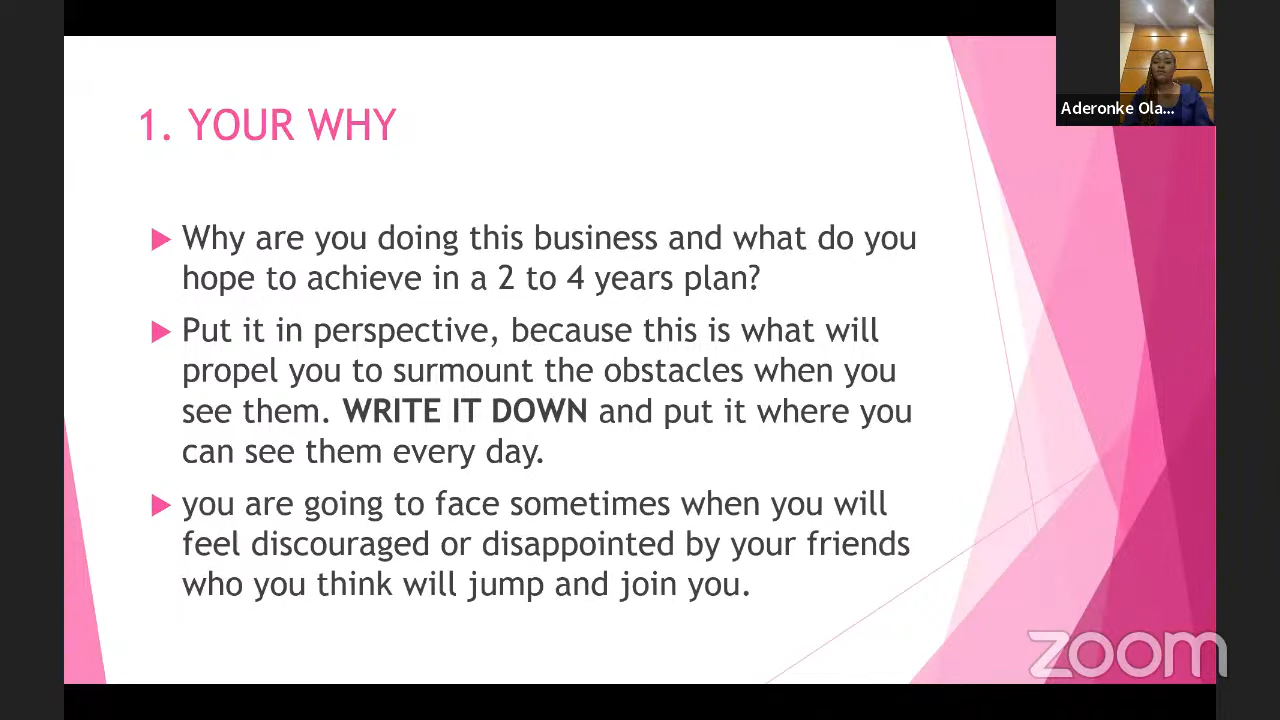 Aderonke Ola...
1. YOUR WHY
Why are you doing this business and what do you
hope to achieve in a 2 to 4 years plan?
Put it in perspective, because this is what will
propel you to surmount the obstacles when you
see them. WRITE IT DOWN and put it where you
can see them every day.
you are going to face sometimes when you will
feel discouraged or disappointed by your friends
who you think will jump and join you.
zoom